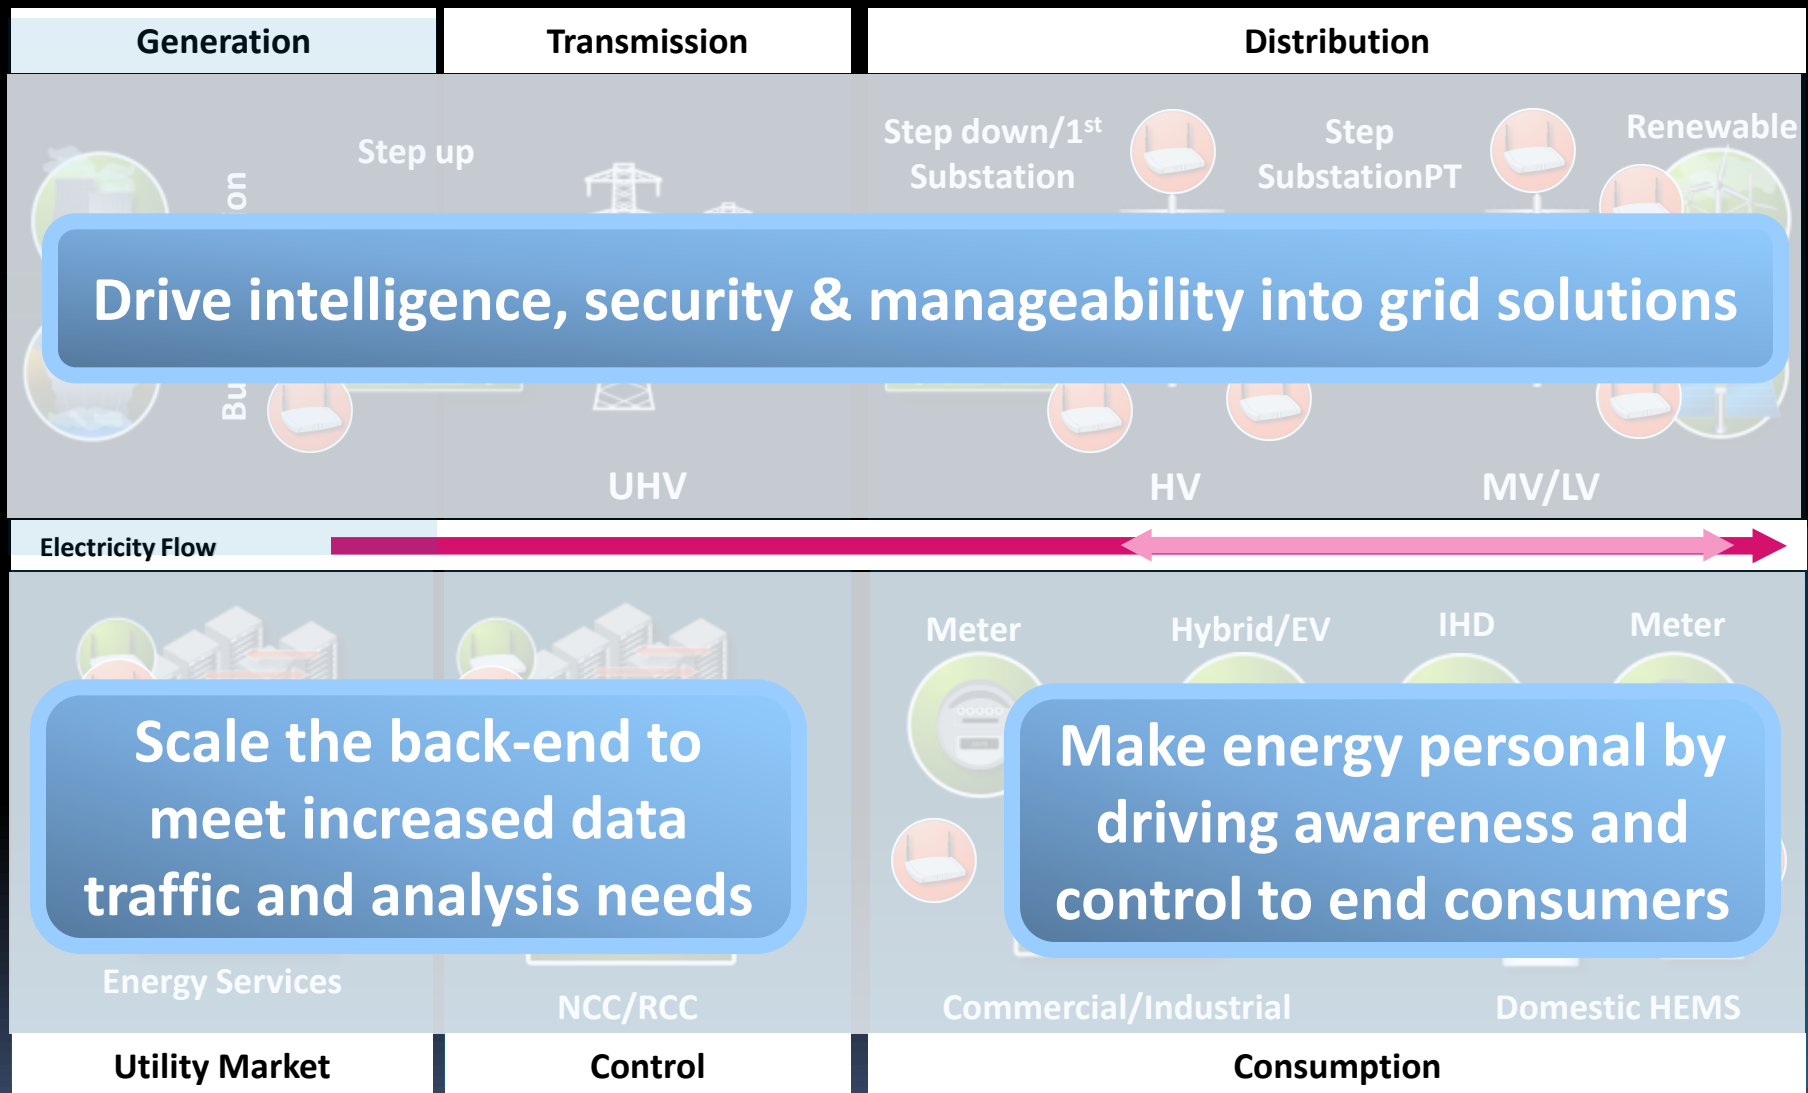 Generation
Transmission
Distribution
Step up
Step down/1st
Substation
Step
SubstationPT
Renewable
Drive intelligence, security & manageability into grid solutions
UHV
HV
MV/LV
Electricity Flow
Meter
Hybrid/EV
IHD
Meter
Scale the back-end to
meet increased data
traffic and analysis needs
Make energy personal by
driving awareness and
control to end consumers
Energy Services
NCC/RCC
Commercial/Industrial
Domestic HEMS
Utility Market
Control
Consumption